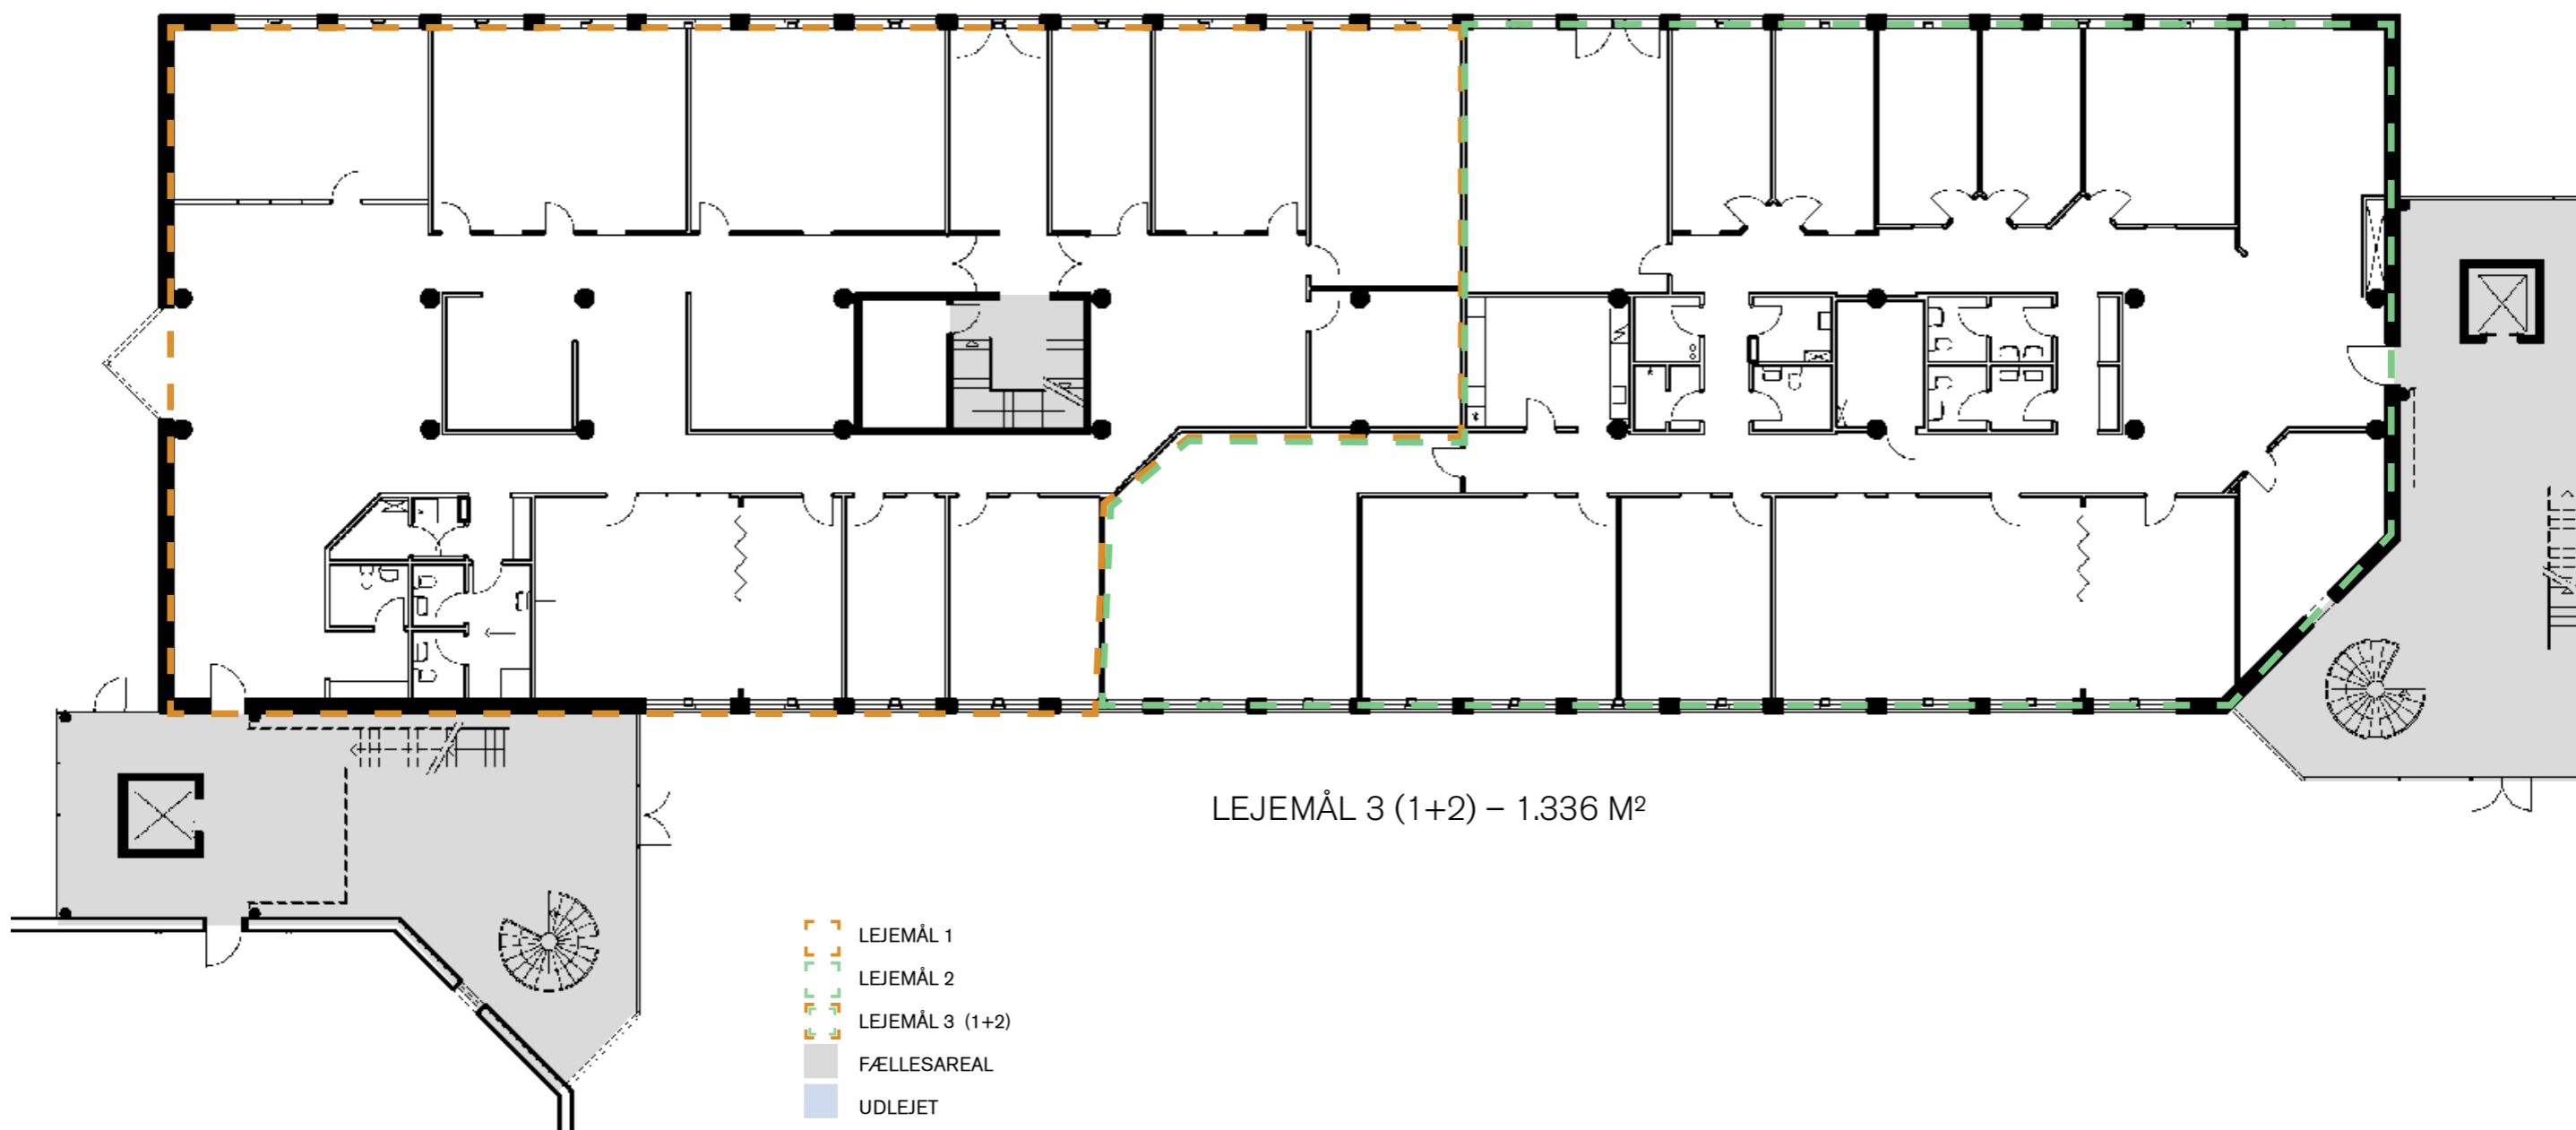 LEJEMÅL 3 (1+2) – 1.336 M²
LEJEMÅL 1
LEJEMÅL 2
LEJEMÅL 3 (1+2)
FÆLLESAREAL
UDLEJET